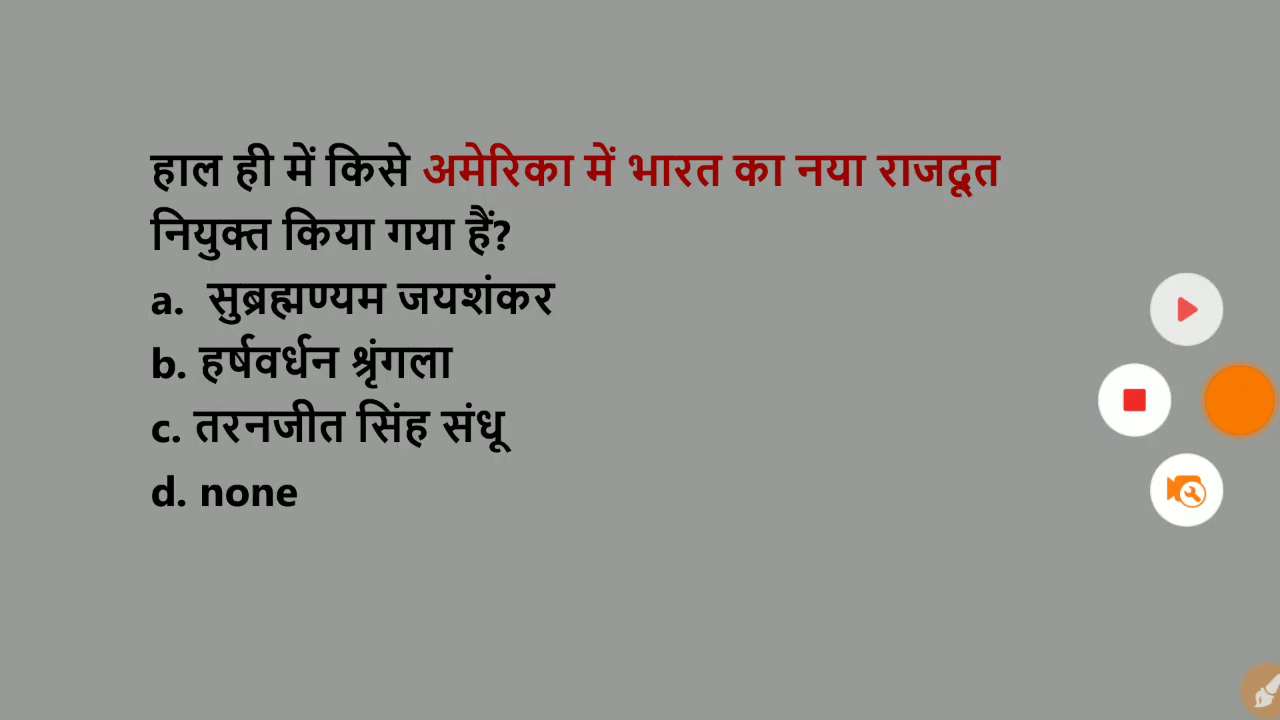 हाल ही में किसे अमेरिका में भारत का नया राजदूत
नियुक्त किया गया हैं?
a. सुब्रह्मण्यम जयशंकर
b. हर्षवर्धन श्रृंगला
c. तरनजीत सिंह संधू
d. none